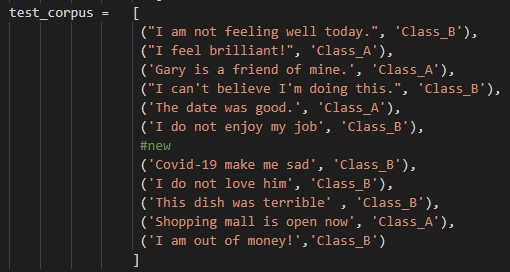 test_corpus =   [
("I am not feeling well today.", 'Class_B'),
("I feel brilliant!", 'Class_A'),
('Gary is a friend of mine.', 'Class_A'),
("I can't believe I'm doing this.", 'Class_B'),
('The date was good.', 'Class_A'),
('I do not enjoy my job', 'Class_B'),
#new
('Covid-19 make me sad', 'Class_B'),
('I do not love him', 'Class_B'),
('This dish was terrible' , 'Class_B'),
('Shopping mall is open now', 'Class_A'),
('I am out of money!','Class_B')
]